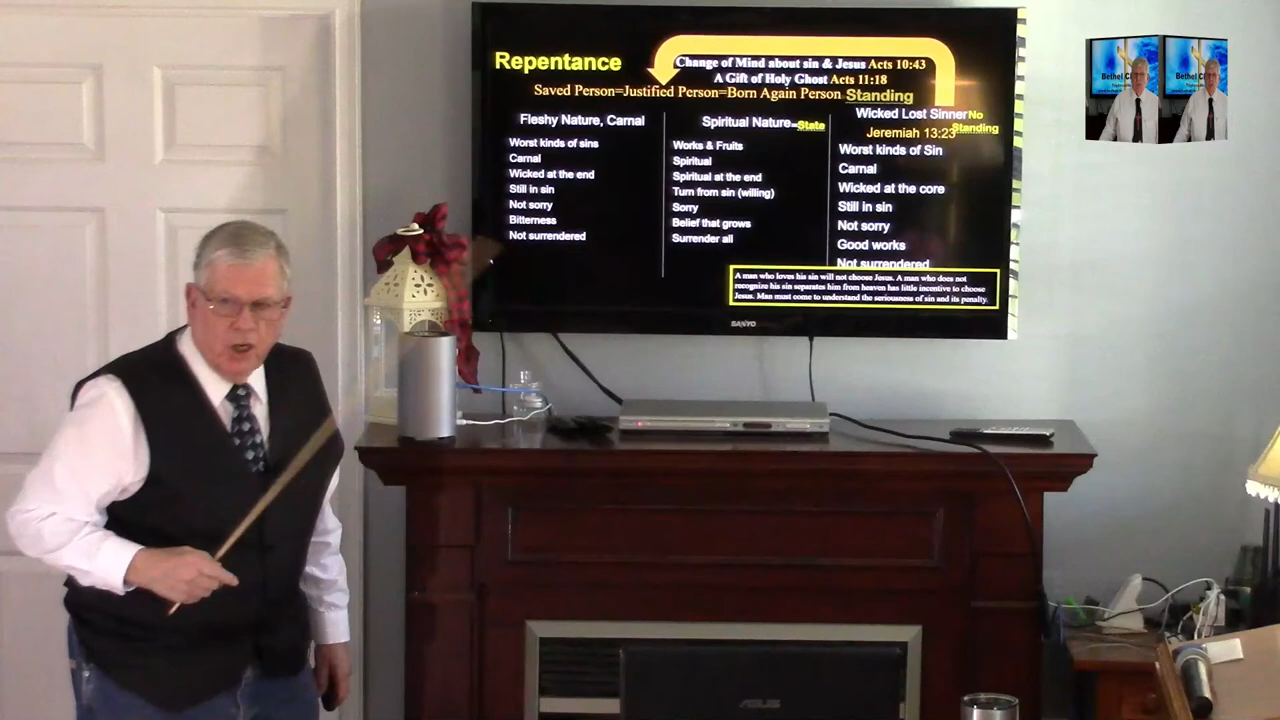 Repentance
Change of Mind about sin & Jesus Acts 10:43
A Gift of Holy Ghost Acts 11:18
Saved Person=Justified Person=Born Again Person Standing
Fleshy Nature, Carnal
Worst kinds of sins
Carnal
Wicked at the end
Still in sin
Not sorry
Bitterness
Not surrendered
Spiritual Nature=State
Works & Fruits
Spiritual
Spiritual at the end
Turn from sin (willing)
Sorry
Belief that grows
Surrender all
Wicked Lost Sinner No
Jeremiah 13:23 Standing
Worst kinds of Sin
Carnal
Wicked at the core
Still in sin
Not sorry
Good works
Not surrendered
A man who loves his sin will not choose Jesus. A man who does not
recognize his sin separates him from heaven has little incentive to choose
Jesus. Man must come to understand the seriousness of sin and its penalty.
SANYO
ASUS
Bethel
Bethel